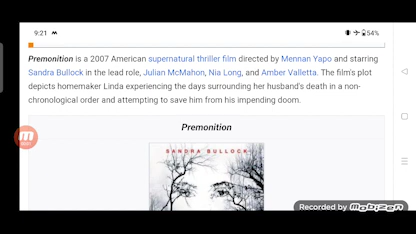 9:21
54%
Premonition is a 2007 American supernatural thriller film directed by Mennan Yapo and starring
Sandra Bullock in the lead role, Julian McMahon, Nia Long, and Amber Valletta. The film's plot
depicts homemaker Linda experiencing the days surrounding her husband's death in a non-
chronological order and attempting to save him from his impending doom.
Premonition
SANDRA BULLOCK
Recorded by Mobizen